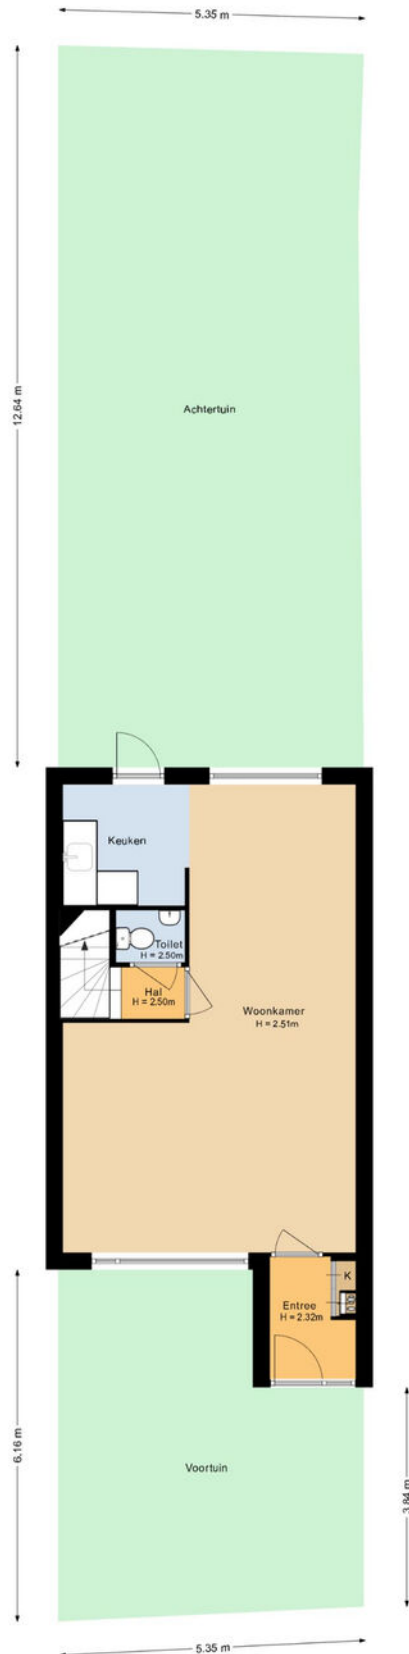 5.35 m
12.64 m
Achtertuin
Keuken
Toilet
H = 2.50m
Hal
H = 2.50m
Woonkamer
H = 2.51m
K
Entree
H = 2.32m
6.16 m
3.84 m
Voortuin
5.35 m